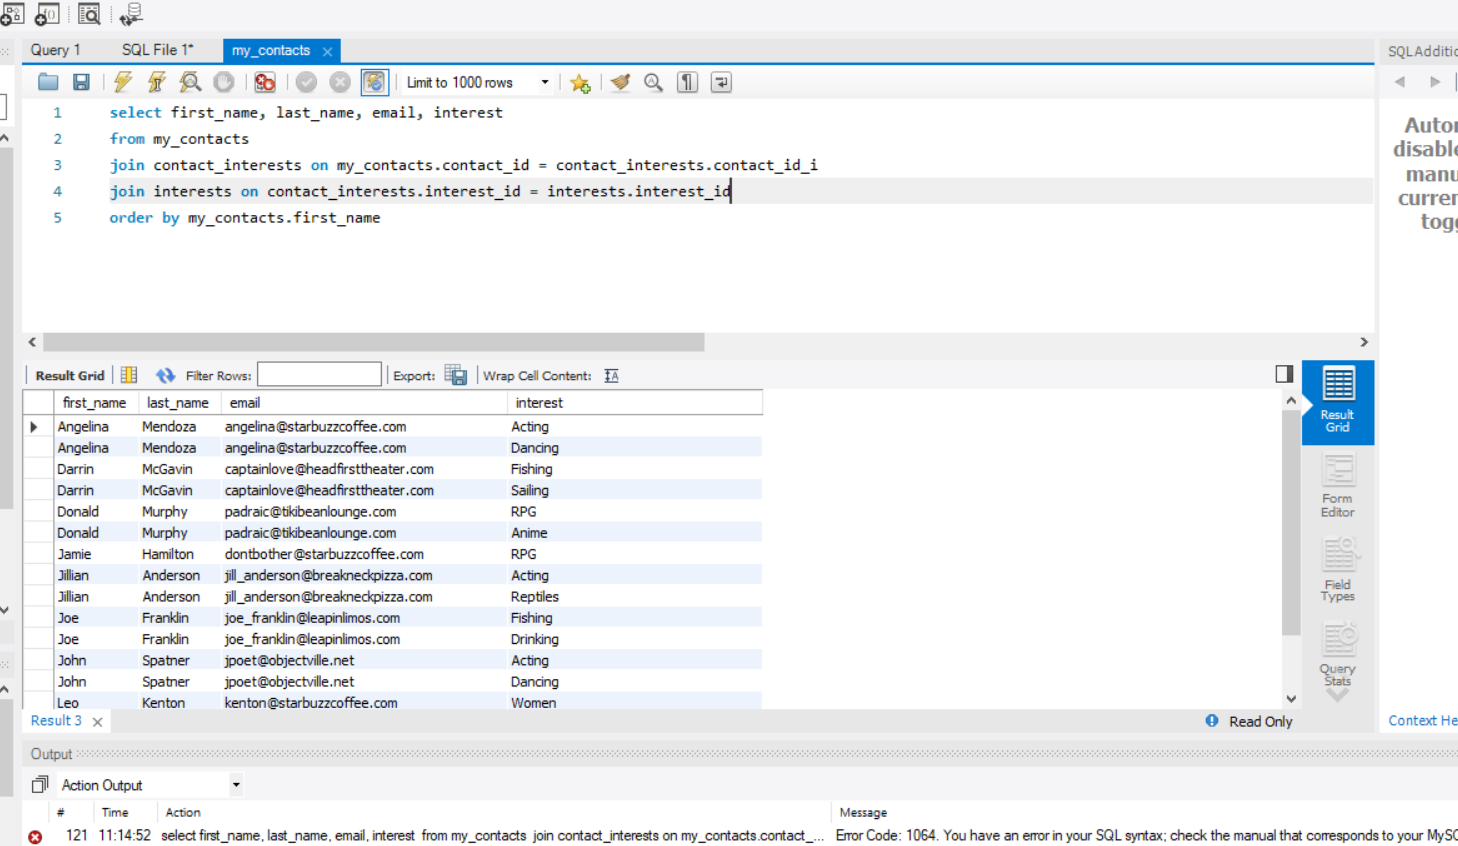 Query 1 SQL File 1* my_contacts
SQLAdditio
Limit to 1000 rows
1 select first_name, last_name, email, interest
2 from my_contacts
3 join contact_interests on my_contacts.contact_id = contact_interests.contact_id_i
4 join interests on contact_interests.interest_id = interests.interest_id
5 order by my_contacts.first_name
Autor
disable
manu
curren
togg
Result Grid Filter Rows: Export: Wrap Cell Content:
first_name last_name email interest
Angelina Mendoza angelina@starbuzzcoffee.com Acting
Angelina Mendoza angelina@starbuzzcoffee.com Dancing
Darrin McGavin captainlove@headfirsttheater.com Fishing
Darrin McGavin captainlove@headfirsttheater.com Sailing
Donald Murphy padraic@tikibeanlounge.com RPG
Donald Murphy padraic@tikibeanlounge.com Anime
Jamie Hamilton dontbother@starbuzzcoffee.com RPG
Jillian Anderson jill_anderson@breakneckpizza.com Acting
Jillian Anderson jill_anderson@breakneckpizza.com Reptiles
Joe Franklin joe_franklin@leapinlimos.com Fishing
Joe Franklin joe_franklin@leapinlimos.com Drinking
John Spatner jpoet@objectville.net Acting
John Spatner jpoet@objectville.net Dancing
Leo Kenton kenton@starbuzzcoffee.com Women
Result
Grid
Form
Editor
Field
Types
Query
Stats
Result 3 Read Only
Context He
Output
Action Output
# Time Action Message
121 11:14:52 select first_name, last_name, email, interest from my_contacts join contact_interests on my_contacts.contact_... Error Code: 1064. You have an error in your SQL syntax; check the manual that corresponds to your MySQ